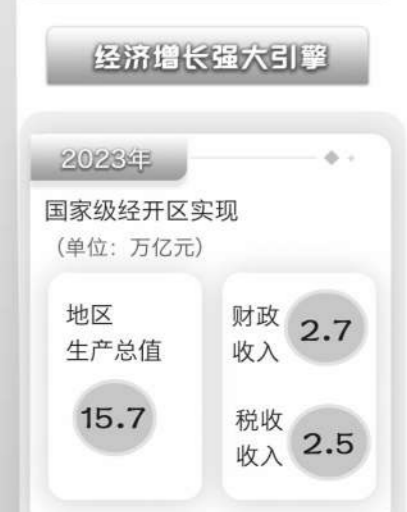 经济增长强大引擎
2023年
国家级经开区实现
（单位：万亿元）
地区
生产总值
15.7
财政
收入
2.7
税收
收入
2.5